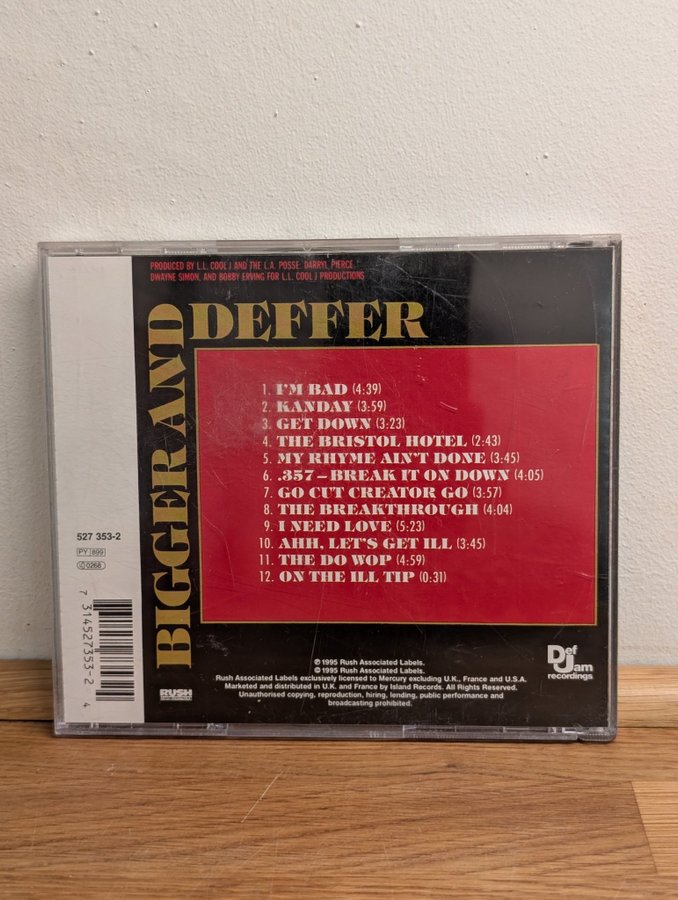 PRODUCED BY L.L. COOL J AND THE L.A. POSSE: DARRYL PIERCE,
DWAYNE SIMON, AND BOBBY ERVING FOR L.L. COOL J PRODUCTIONS
BIGGER AND
DEFFER
1. I'M BAD (4:39)
2. KANDAY (3:59)
3. GET DOWN (3:23)
4. THE BRISTOL HOTEL (2:43)
5. MY RHYME AIN'T DONE (3:45)
6. .357 – BREAK IT ON DOWN (4:05)
7. GO CUT CREATOR GO (3:57)
8. THE BREAKTHROUGH (4:04)
9. I NEED LOVE (5:23)
10. AHH, LET'S GET ILL (3:45)
11. THE DO WOP (4:59)
12. ON THE ILL TIP (0:31)
527 353-2
PY 899
0268
7 314527353-2 4
RUSH
℗ 1995 Rush Associated Labels.
© 1995 Rush Associated Labels.
Rush Associated Labels exclusively licensed to Mercury excluding U.K., France and U.S.A.
Marketed and distributed in U.K. and France by Island Records. All Rights Reserved.
Unauthorised copying, reproduction, hiring, lending, public performance and
broadcasting prohibited.
Def
Jam
recordings